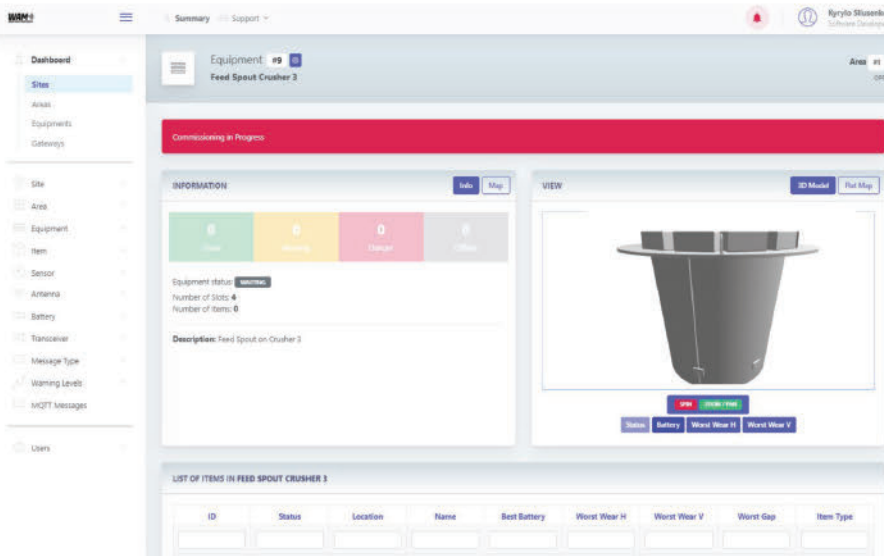 WAM
Summary Support
Kyrylo
Equipment #9
Feed Spout Crusher 3
Area #1
Commissioning in Progress
Dashboard
Sites
Areas
Equipments
Gateways
Site
Area
Equipment
Item
Sensor
Antenna
Battery
Transceiver
Message Type
Warning Levels
MQTT Messages
Users
INFORMATION Info Map
0 0 0 0
Danger
Equipment status: WAITING
Number of Slots: 4
Number of Items: 0
Description: Feed Spout on Crusher 3
VIEW 3D Model Flat Map
SPIN ZOOM / PAN
Status Battery Worst Wear H Worst Wear V
LIST OF ITEMS IN FEED SPOUT CRUSHER 3
ID Status Location Name Best Battery Worst Wear H Worst Wear V Worst Gap Item Type